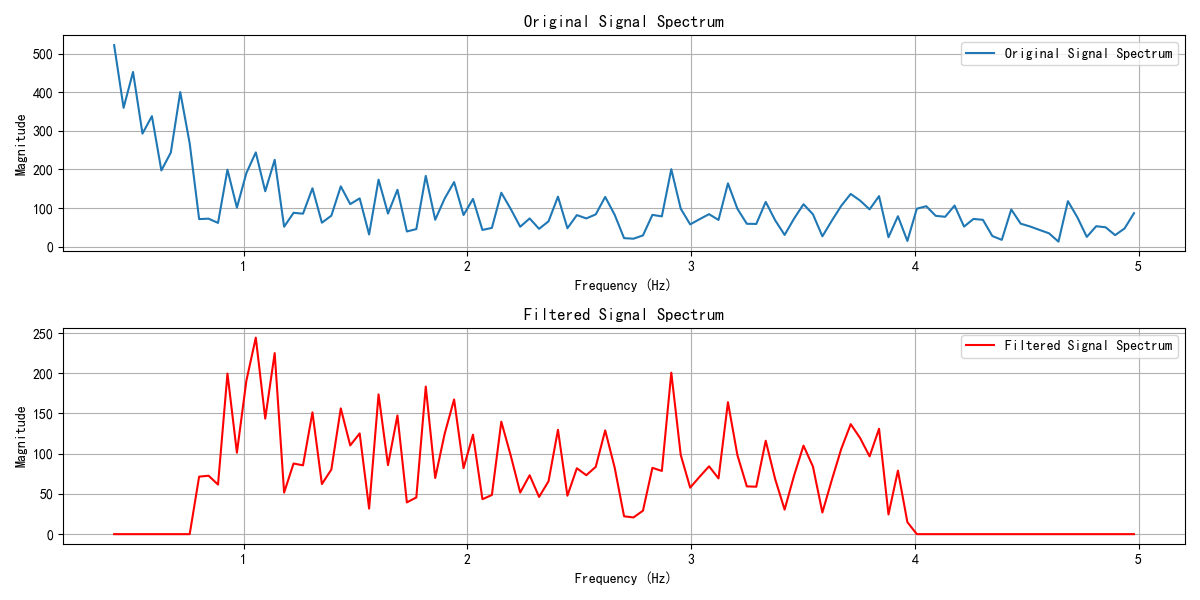 Original Signal Spectrum
Original Signal Spectrum
Magnitude
500
400
300
200
100
0
1
2
3
4
5
Frequency (Hz)
Filtered Signal Spectrum
Filtered Signal Spectrum
Magnitude
250
200
150
100
50
0
1
2
3
4
5
Frequency (Hz)